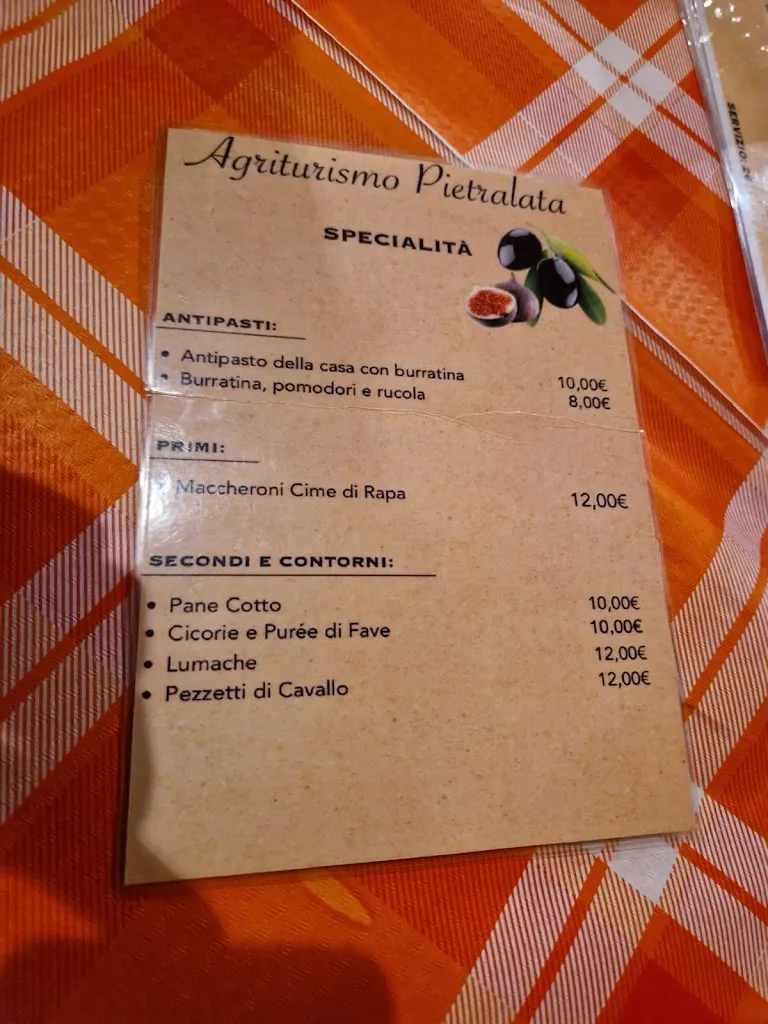 Agriturismo Pietralata
SPECIALITÀ
ANTIPASTI:
• Antipasto della casa con burratina 10,00€
• Burratina, pomodori e rucola 8,00€
PRIMI:
• Maccheroni Cime di Rapa 12,00€
SECONDI E CONTORNI:
• Pane Cotto 10,00€
• Cicorie e Purée di Fave 10,00€
• Lumache 12,00€
• Pezzetti di Cavallo 12,00€
SERVIZIO: 2€